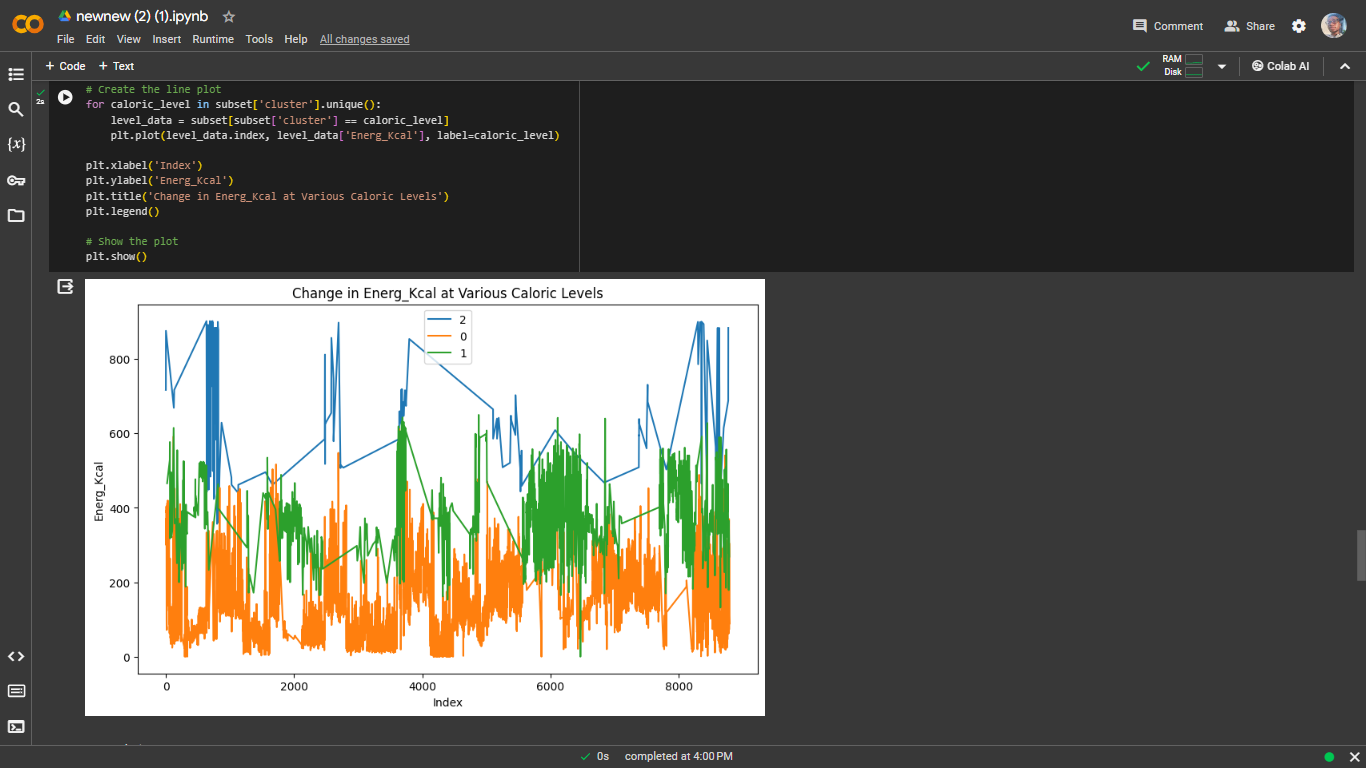 newnew (2) (1).ipynb
File Edit View Insert Runtime Tools Help All changes saved
Comment Share
+ Code + Text
RAM
Disk
Colab AI
2s
# Create the line plot
for caloric_level in subset['cluster'].unique():
    level_data = subset[subset['cluster'] == caloric_level]
    plt.plot(level_data.index, level_data['Energ_Kcal'], label=caloric_level)
plt.xlabel('Index')
plt.ylabel('Energ_Kcal')
plt.title('Change in Energ_Kcal at Various Caloric Levels')
plt.legend()
# Show the plot
plt.show()
Change in Energ_Kcal at Various Caloric Levels
2
0
1
800
600
400
200
0
Energ_Kcal
0 2000 4000 6000 8000
Index
0s completed at 4:00 PM